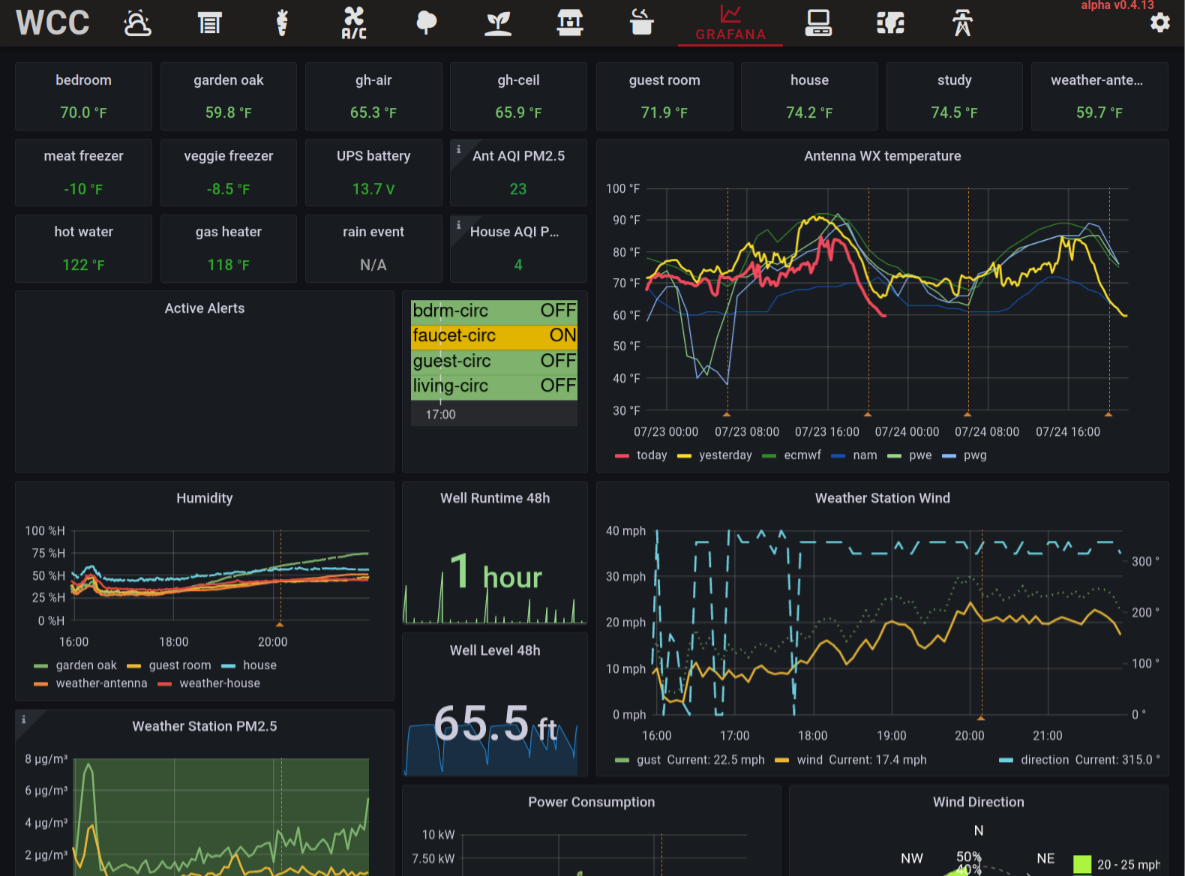 alpha v0.4.13
WCC
A/C
GRAFANA
bedroom
70.0 °F
garden oak
59.8 °F
gh-air
65.3 °F
gh-ceil
65.9 °F
guest room
71.9 °F
house
74.2 °F
study
74.5 °F
weather-ante...
59.7 °F
meat freezer
-10 °F
veggie freezer
-8.5 °F
UPS battery
13.7 V
i
Ant AQI PM2.5
23
hot water
122 °F
gas heater
118 °F
rain event
N/A
i
House AQI P...
4
Antenna WX temperature
100 °F
90 °F
80 °F
70 °F
60 °F
50 °F
40 °F
30 °F
07/23 00:00 07/23 08:00 07/23 16:00 07/24 00:00 07/24 08:00 07/24 16:00
today yesterday ecmwf nam pwe pwg
Active Alerts
bdrm-circ OFF
faucet-circ ON
guest-circ OFF
living-circ OFF
17:00
Humidity
100 %H
75 %H
50 %H
25 %H
0 %H
16:00 18:00 20:00
garden oak guest room house
weather-antenna weather-house
Well Runtime 48h
1 hour
Well Level 48h
65.5 ft
Weather Station Wind
40 mph
30 mph
20 mph
10 mph
0 mph
300 °
200 °
100 °
0 °
16:00 17:00 18:00 19:00 20:00 21:00
gust Current: 22.5 mph wind Current: 17.4 mph direction Current: 315.0 °
i
Weather Station PM2.5
8 µg/m³
6 µg/m³
4 µg/m³
2 µg/m³
Power Consumption
10 kW
7.50 kW
Wind Direction
N
NW
50%
40%
NE
20 - 25 mph